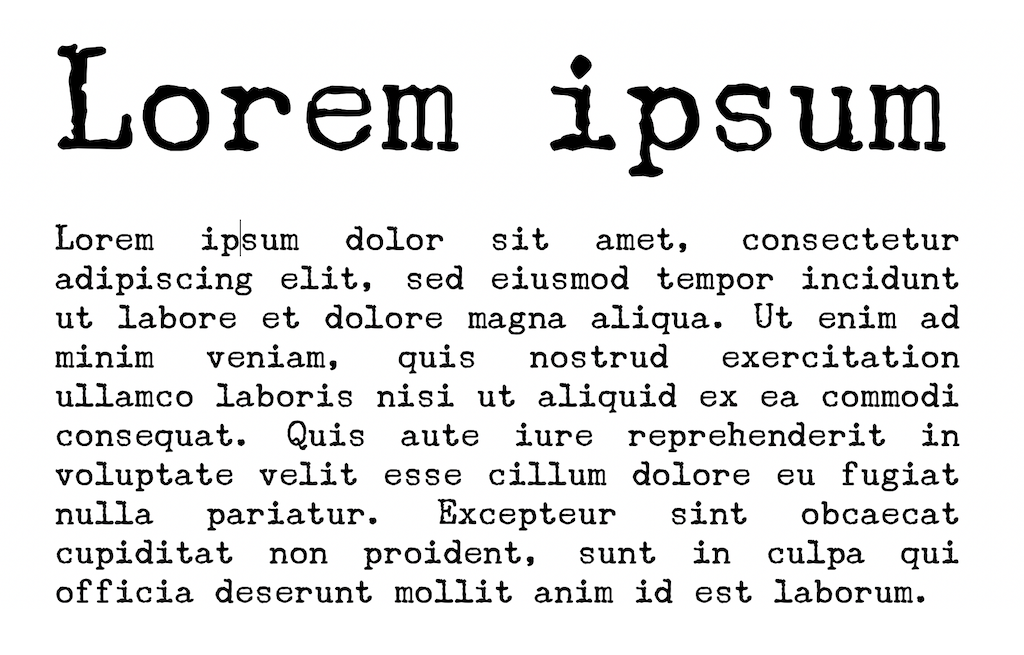 Lorem ipsum
Lorem ipsum dolor sit amet, consectetur
adipiscing elit, sed eiusmod tempor incidunt
ut labore et dolore magna aliqua. Ut enim ad
minim veniam, quis nostrud exercitation
ullamco laboris nisi ut aliquid ex ea commodi
consequat. Quis aute iure reprehenderit in
voluptate velit esse cillum dolore eu fugiat
nulla pariatur. Excepteur sint obcaecat
cupiditat non proident, sunt in culpa qui
officia deserunt mollit anim id est laborum.